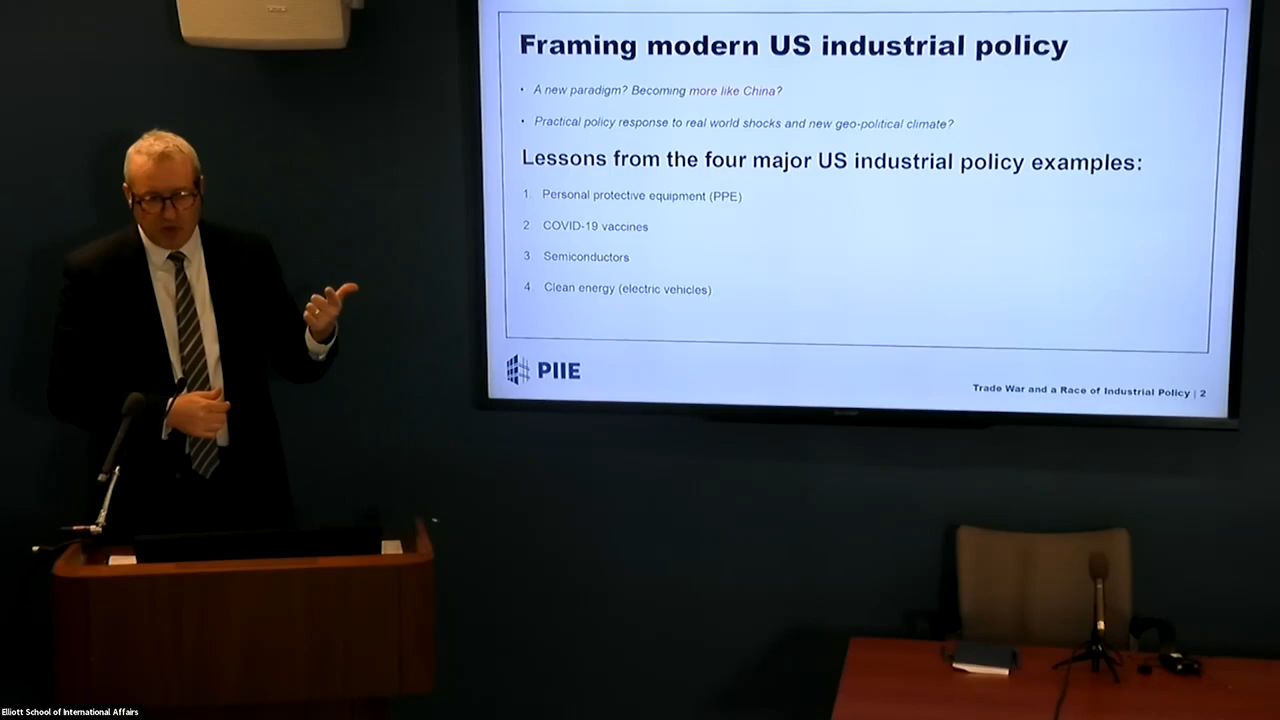 Framing modern US industrial policy
• A new paradigm? Becoming more like China?
• Practical policy response to real world shocks and new geo-political climate?
Lessons from the four major US industrial policy examples:
1. Personal protective equipment (PPE)
2. COVID-19 vaccines
3. Semiconductors
4. Clean energy (electric vehicles)
PIIE
Trade War and a Race of Industrial Policy | 2
Elliott School of International Affairs